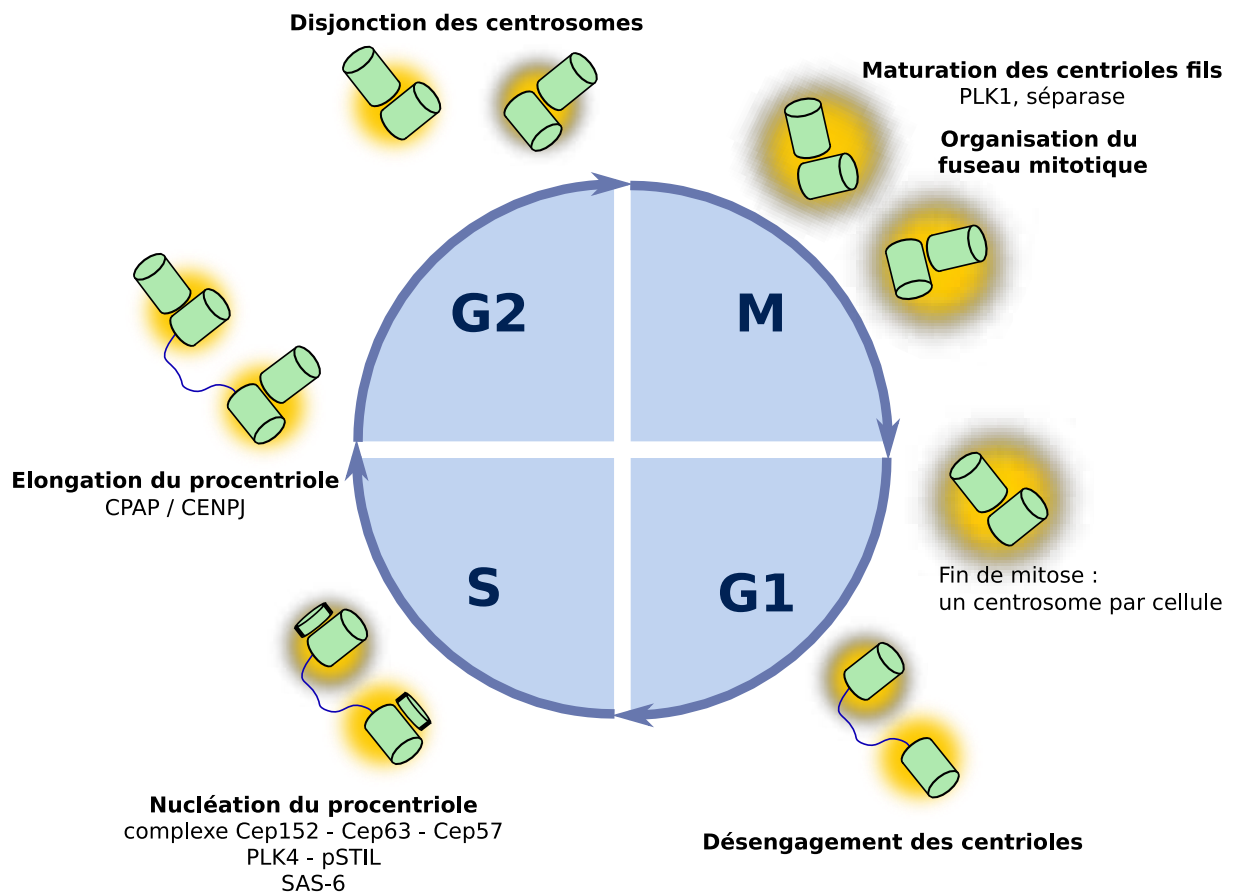 Disjonction des centrosomes
Maturation des centrioles fils
PLK1, séparase
Organisation du
fuseau mitotique
G2
M
Elongation du procentriole
CPAP / CENPJ
S
G1
Fin de mitose :
un centrosome par cellule
Nucléation du procentriole
complexe Cep152 - Cep63 - Cep57
PLK4 - pSTIL
SAS-6
Désengagement des centrioles